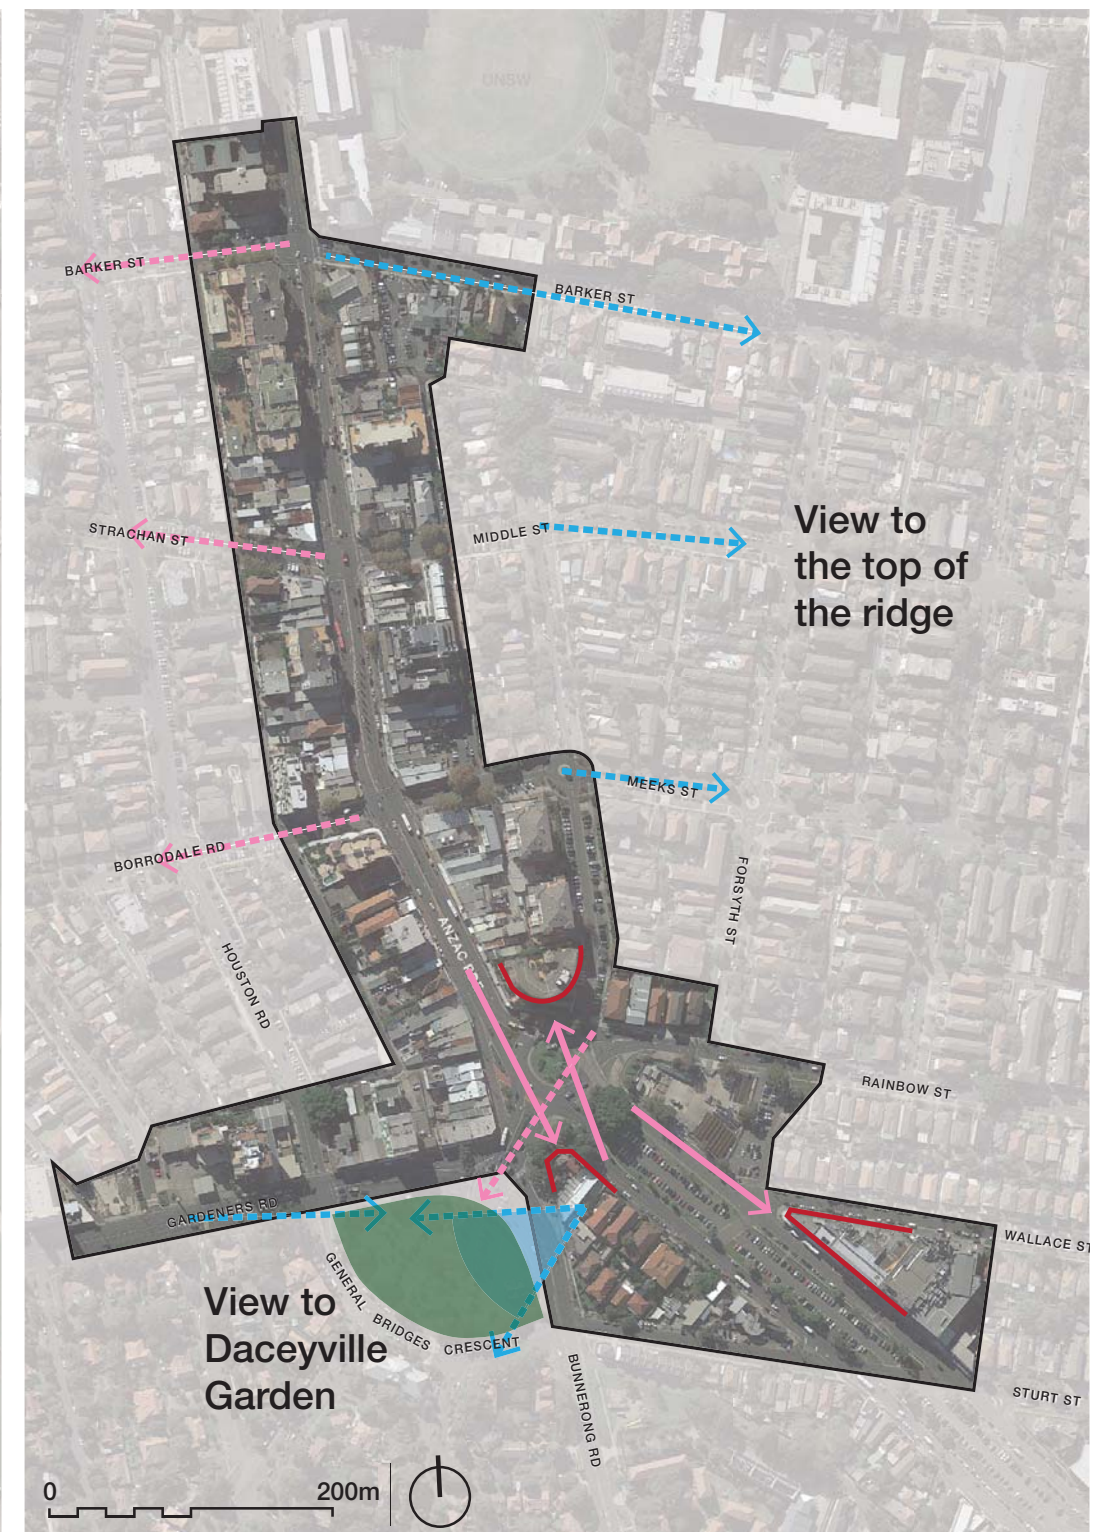 UNSW
BARKER ST
BARKER ST
STRACHAN ST
MIDDLE ST
View to
the top of
the ridge
MEEKS ST
BORRODALE RD
FORSYTH ST
HOUSTON RD
RAINBOW ST
GARDENERS RD
WALLACE ST
GENERAL BRIDGES CRESCENT
View to
Daceyville
Garden
BUNNERONG RD
STURT ST
0 200m